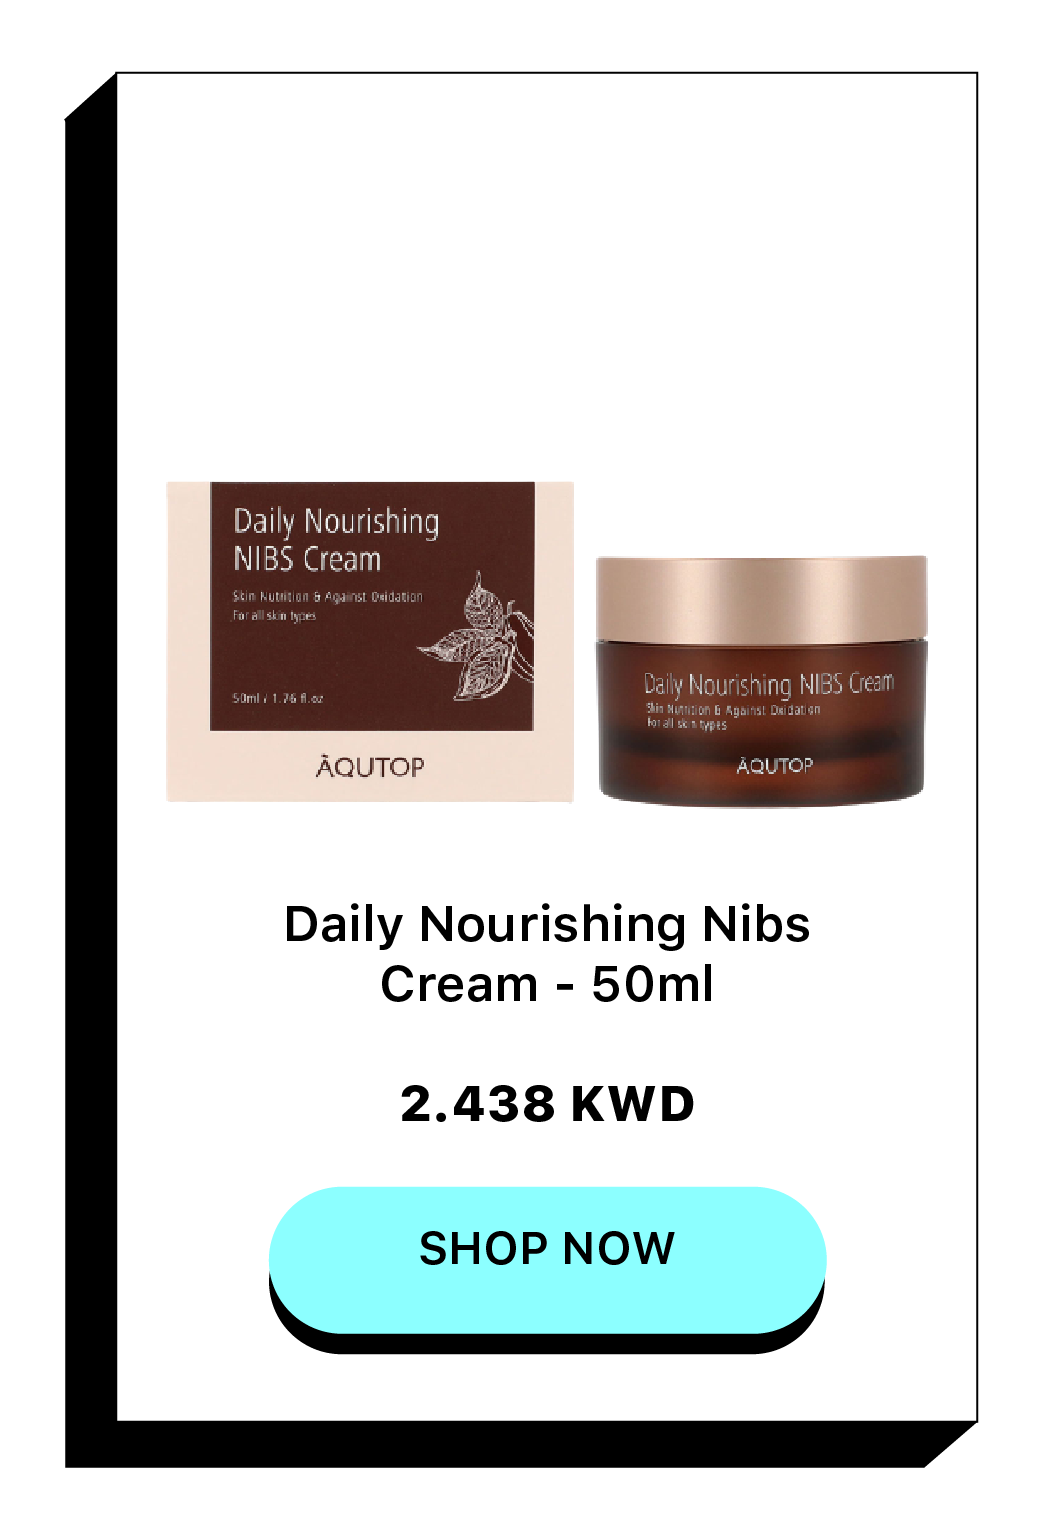 Daily Nourishing
NIBS Cream
Skin Nutrition & Against Oxidation
For all skin types
50ml / 1.76 fl.oz
ÀQUTOP
Daily Nourishing NIBS Cream
Skin Nutrition & Against Oxidation
For all skin types
ÀQUTOP
Daily Nourishing Nibs
Cream - 50ml
2.438 KWD
SHOP NOW